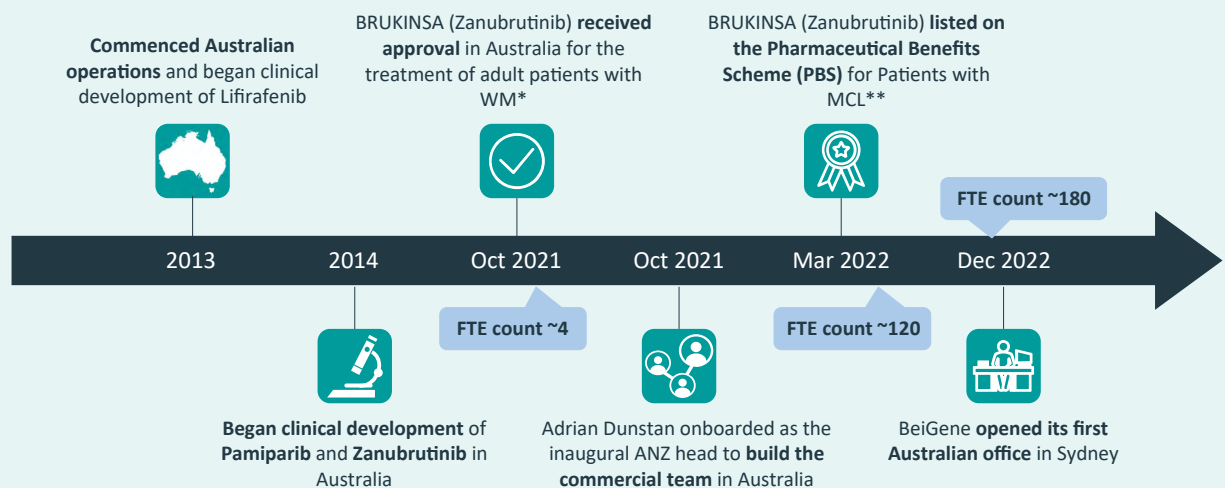 Commenced Australian
operations and began clinical
development of Lifirafenib
BRUKINSA (Zanubrutinib) received
approval in Australia for the
treatment of adult patients with
WM*
BRUKINSA (Zanubrutinib) listed on
the Pharmaceutical Benefits
Scheme (PBS) for Patients with
MCL**
FTE count ~180
2013
2014
Oct 2021
Oct 2021
Mar 2022
Dec 2022
FTE count ~4
FTE count ~120
Began clinical development of
Pamiparib and Zanubrutinib in
Australia
Adrian Dunstan onboarded as the
inaugural ANZ head to build the
commercial team in Australia
BeiGene opened its first
Australian office in Sydney